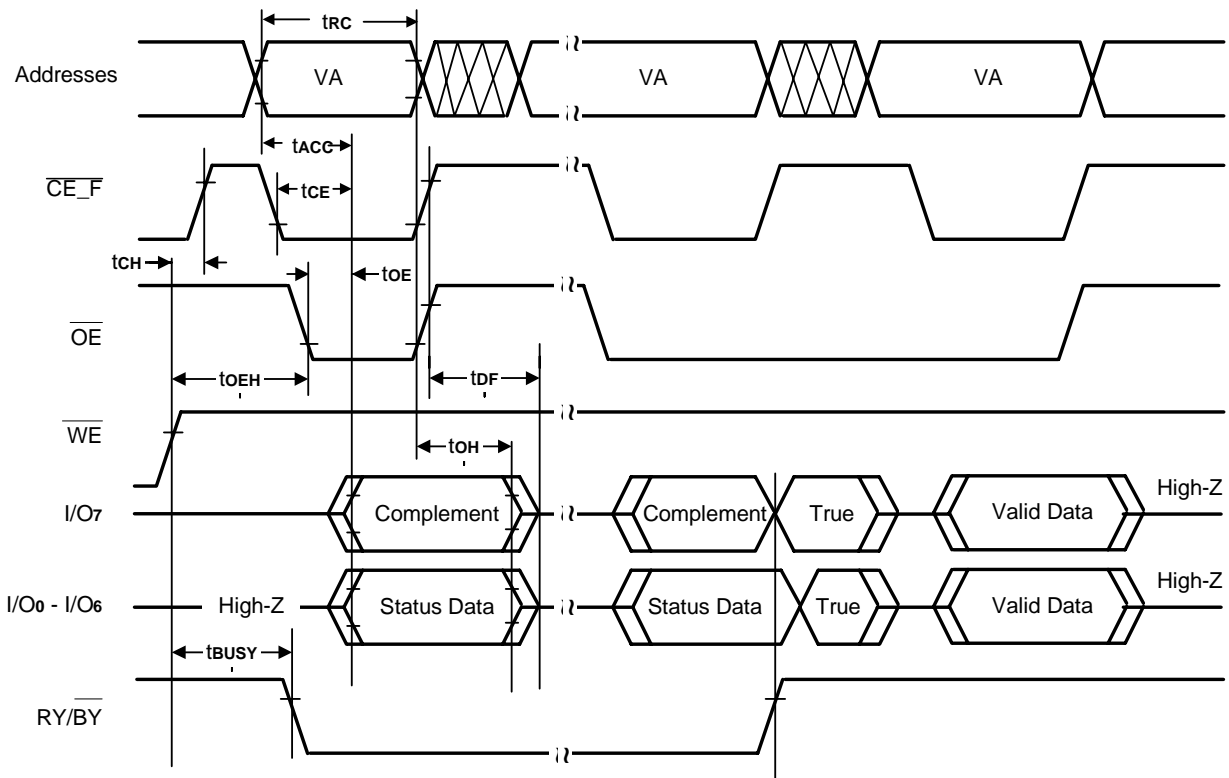 tRC
Addresses VA VA VA
tACC
CE_F
tCE
tCH
tOE
OE
tOEH tDF
WE
tOH
I/O7 Complement Complement True Valid Data High-Z
I/O0 - I/O6 High-Z Status Data Status Data True Valid Data High-Z
tBUSY
RY/BY